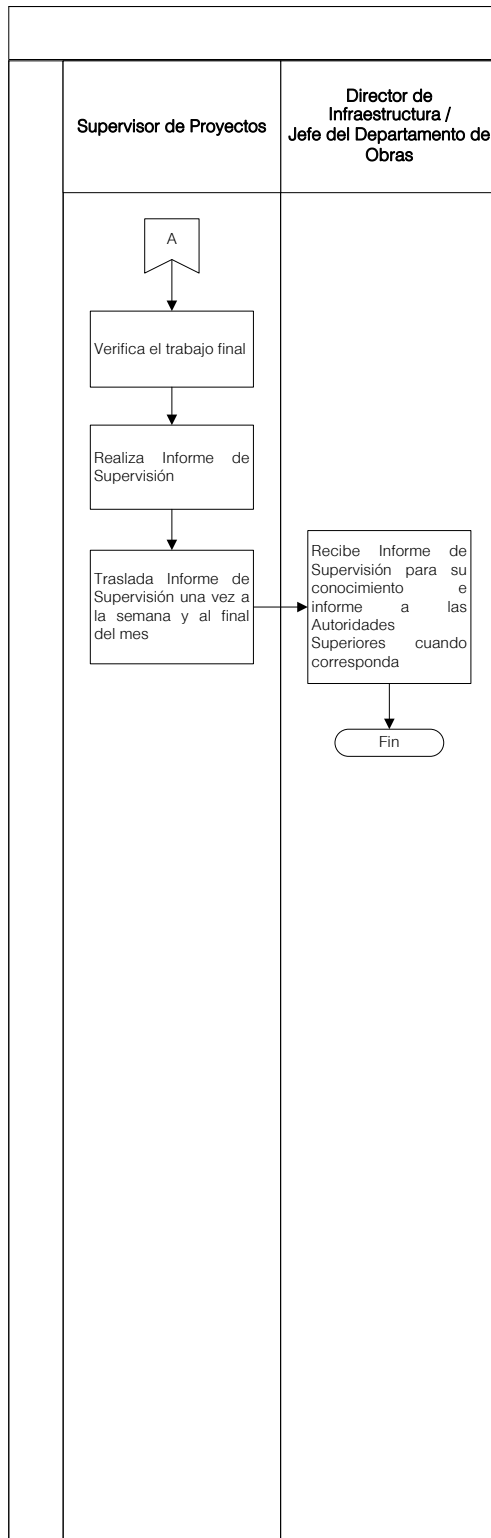 Supervisor de Proyectos
Director de
Infraestructura /
Jefe del Departamento de
Obras
A
Verifica el trabajo final
Realiza Informe de
Supervisión
Traslada Informe de
Supervisión una vez a
la semana y al final
del mes
Recibe Informe de
Supervisión para su
conocimiento e
informe a las
Autoridades
Superiores cuando
corresponda
Fin